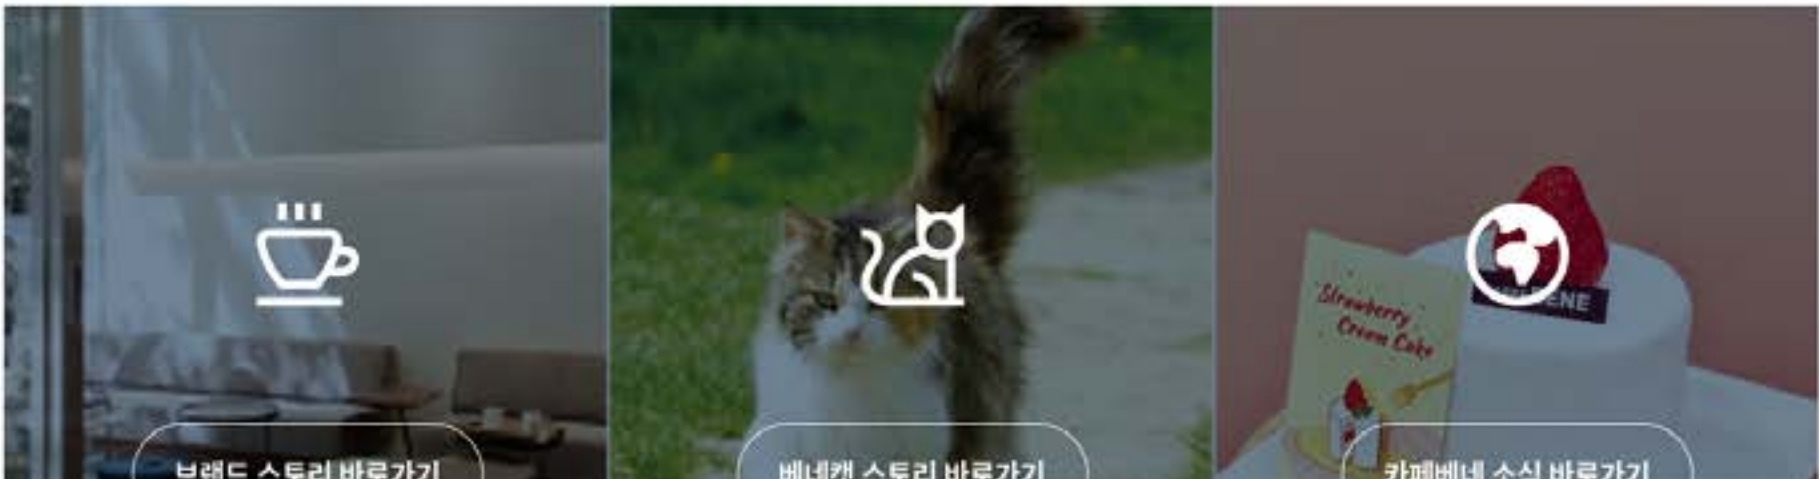 Strawberry
Cream Cake
ENE
브랜드 스토리 바로가기
베네캣 스토리 바로가기
카페베네 소식 바로가기